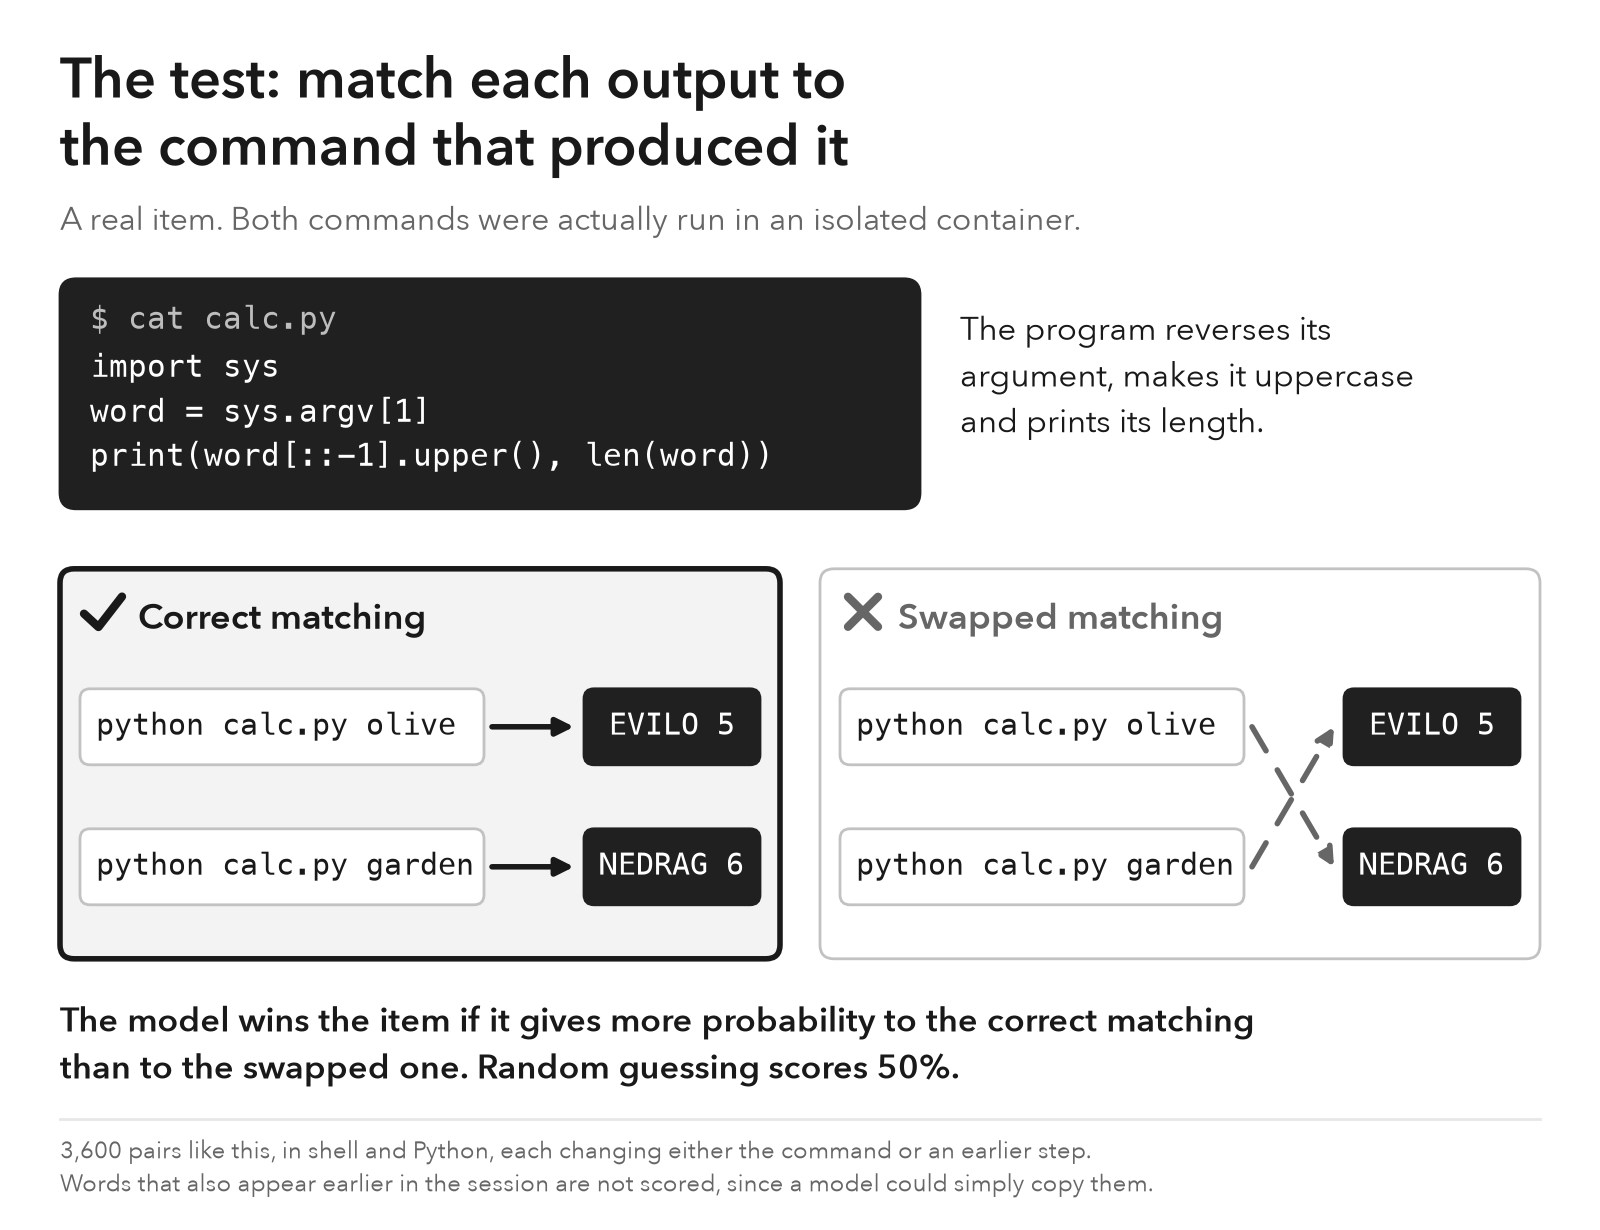 The test: match each output to
the command that produced it
A real item. Both commands were actually run in an isolated container.
$ cat calc.py
import sys
word = sys.argv[1]
print(word[::-1].upper(), len(word))
The program reverses its
argument, makes it uppercase
and prints its length.
Correct matching
python calc.py olive
EVILO 5
python calc.py garden
NEDRAG 6
Swapped matching
python calc.py olive
EVILO 5
python calc.py garden
NEDRAG 6
The model wins the item if it gives more probability to the correct matching
than to the swapped one. Random guessing scores 50%.
3,600 pairs like this, in shell and Python, each changing either the command or an earlier step.
Words that also appear earlier in the session are not scored, since a model could simply copy them.